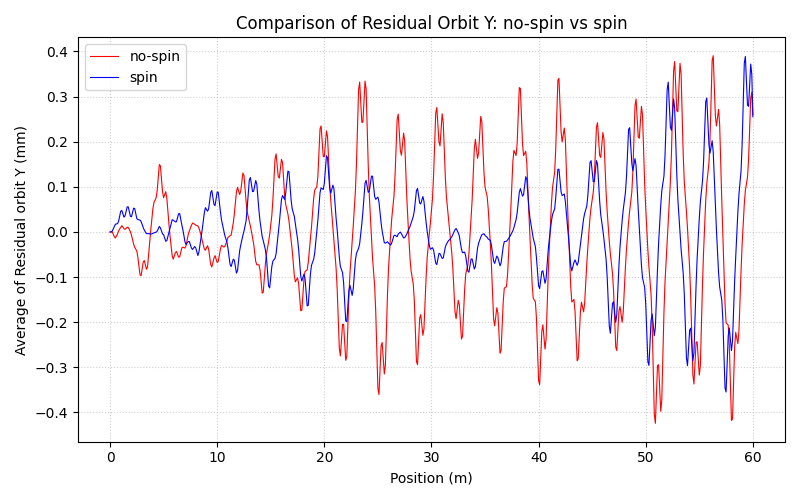 Comparison of Residual Orbit Y: no-spin vs spin
no-spin
spin
Average of Residual orbit Y (mm)
0.4
0.3
0.2
0.1
0.0
−0.1
−0.2
−0.3
−0.4
0 10 20 30 40 50 60
Position (m)